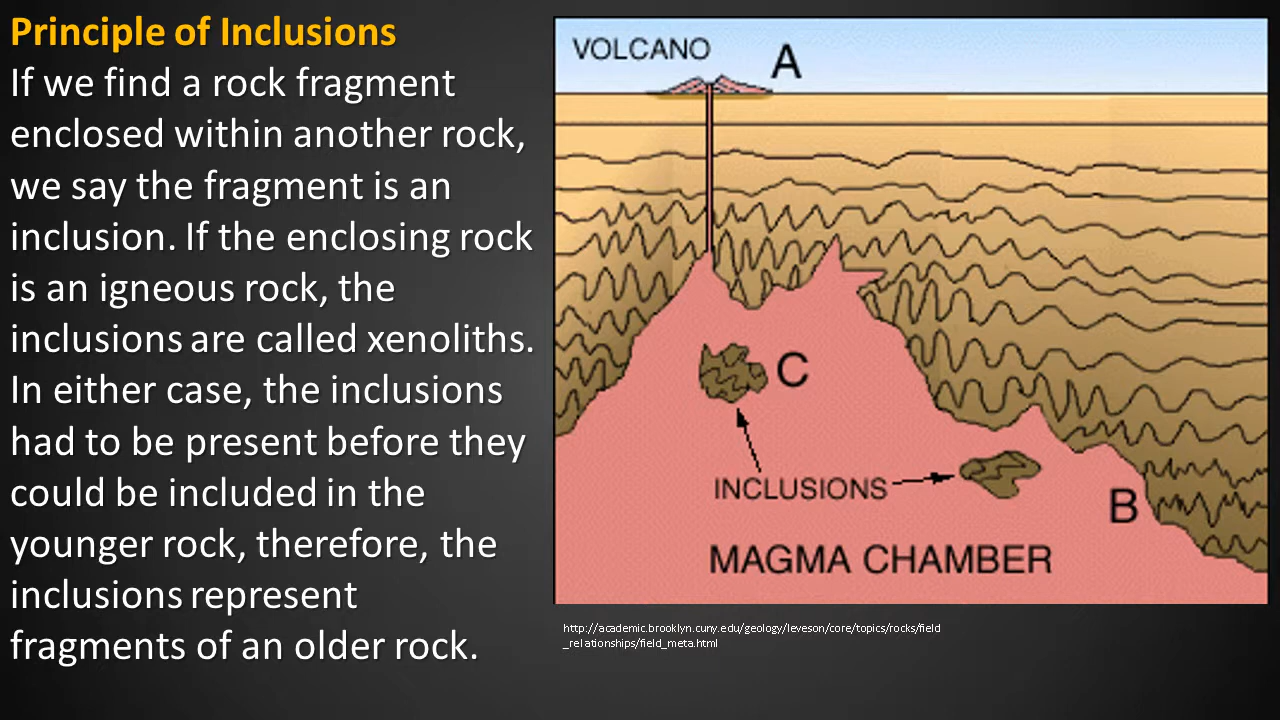 Principle of Inclusions
If we find a rock fragment
enclosed within another rock,
we say the fragment is an
inclusion. If the enclosing rock
is an igneous rock, the
inclusions are called xenoliths.
In either case, the inclusions
had to be present before they
could be included in the
younger rock, therefore, the
inclusions represent
fragments of an older rock.
VOLCANO
A
C
INCLUSIONS
B
MAGMA CHAMBER
http://academic.brooklyn.cuny.edu/geology/leveson/core/topics/rocks/field
_relationships/field_meta.html